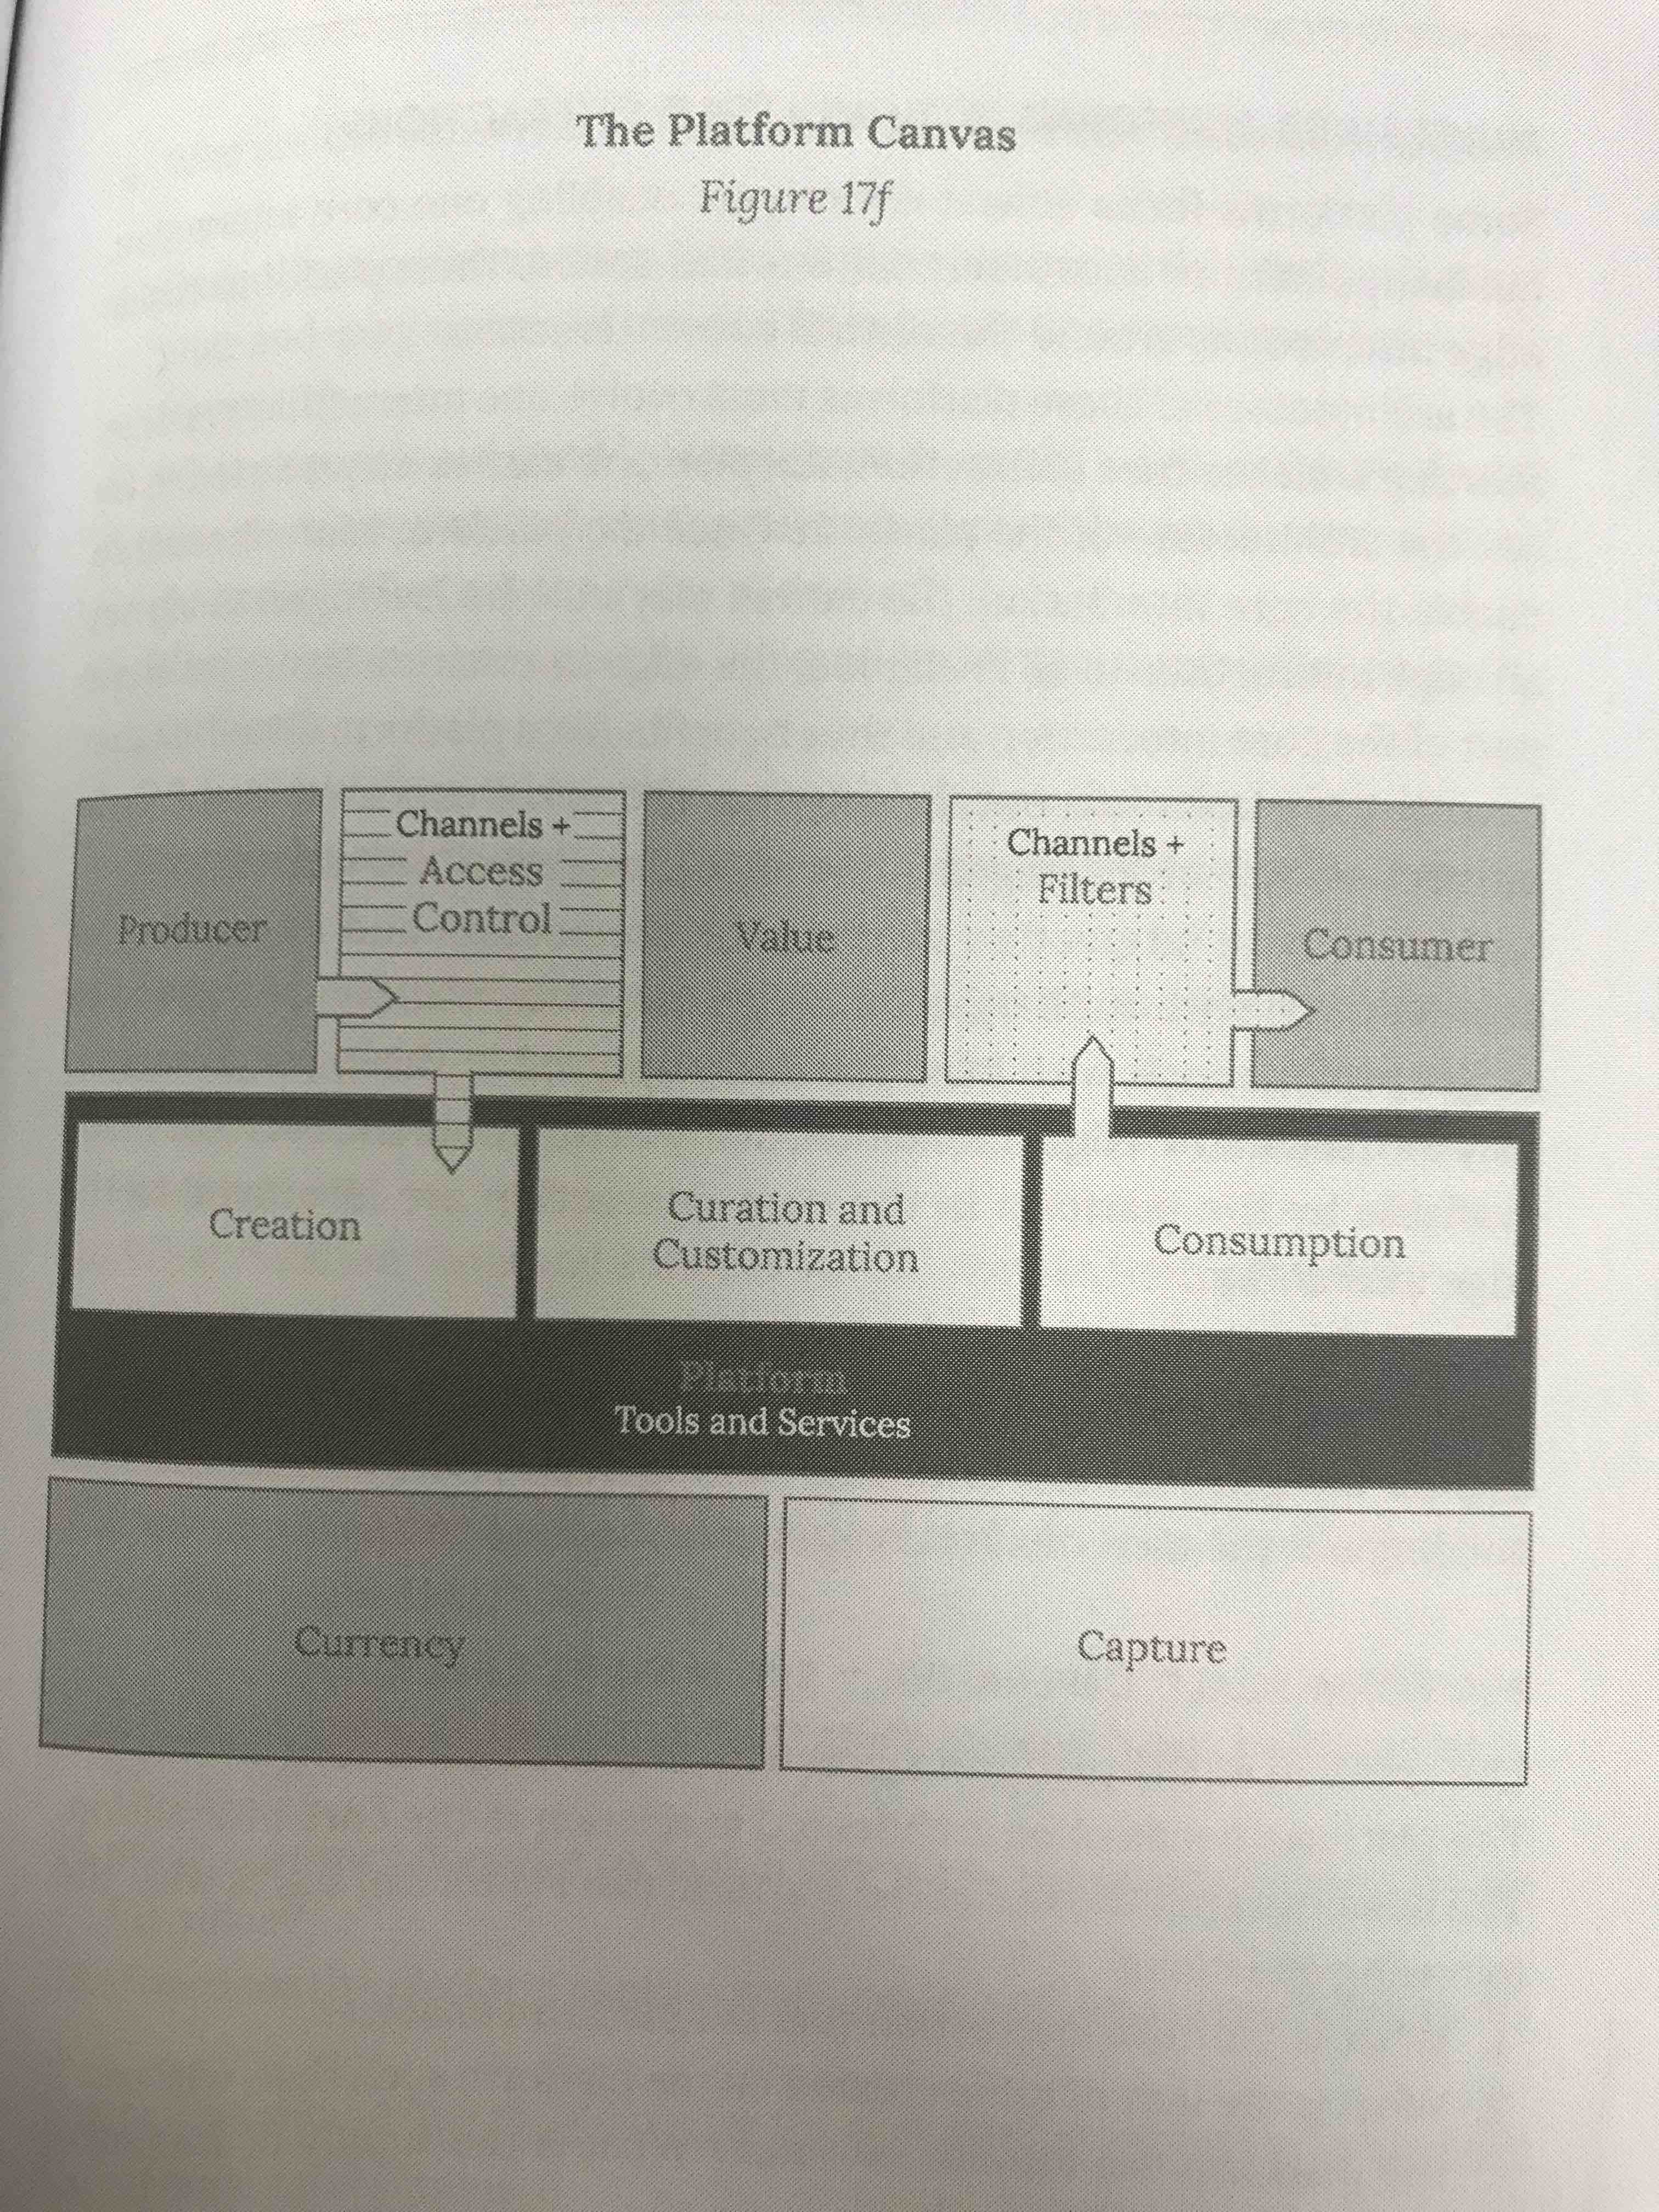 The Platform Canvas
Figure 17f
Producer
Channels +
Access
Control
Value
Channels +
Filters
Consumer
Creation
Curation and
Customization
Consumption
Platform
Tools and Services
Currency
Capture